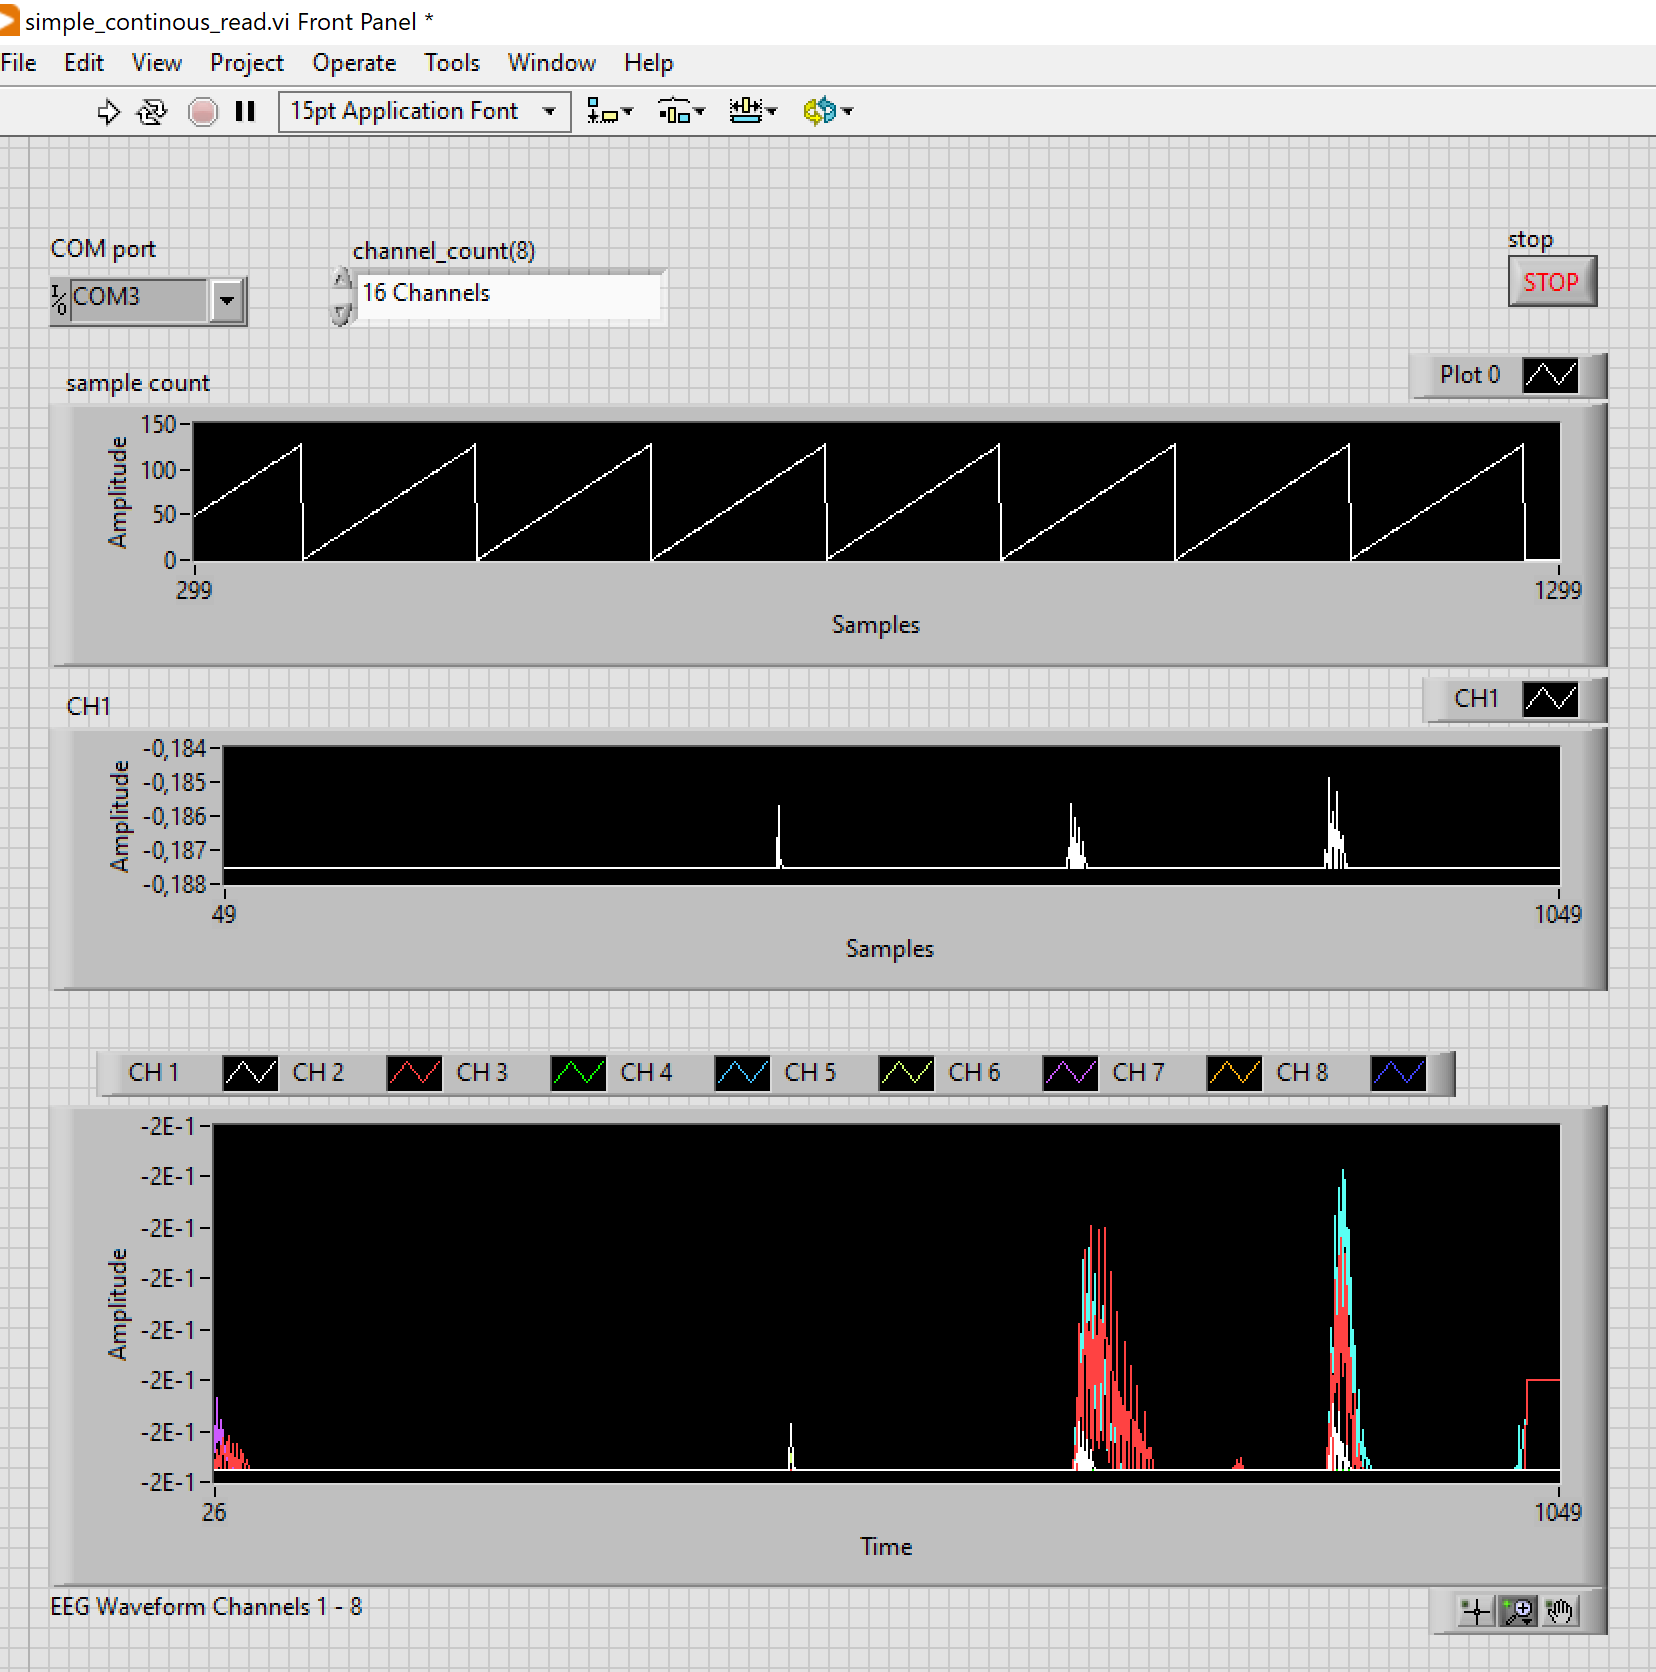 simple_continous_read.vi Front Panel *
File Edit View Project Operate Tools Window Help
15pt Application Font
COM port
COM3
channel_count(8)
16 Channels
stop
STOP
sample count
Plot 0
Amplitude
150
100
50
0
299
1299
Samples
CH1
CH1
Amplitude
-0,184
-0,185
-0,186
-0,187
-0,188
49
1049
Samples
CH 1 CH 2 CH 3 CH 4 CH 5 CH 6 CH 7 CH 8
Amplitude
-2E-1
-2E-1
-2E-1
-2E-1
-2E-1
-2E-1
-2E-1
-2E-1
26
1049
Time
EEG Waveform Channels 1 - 8